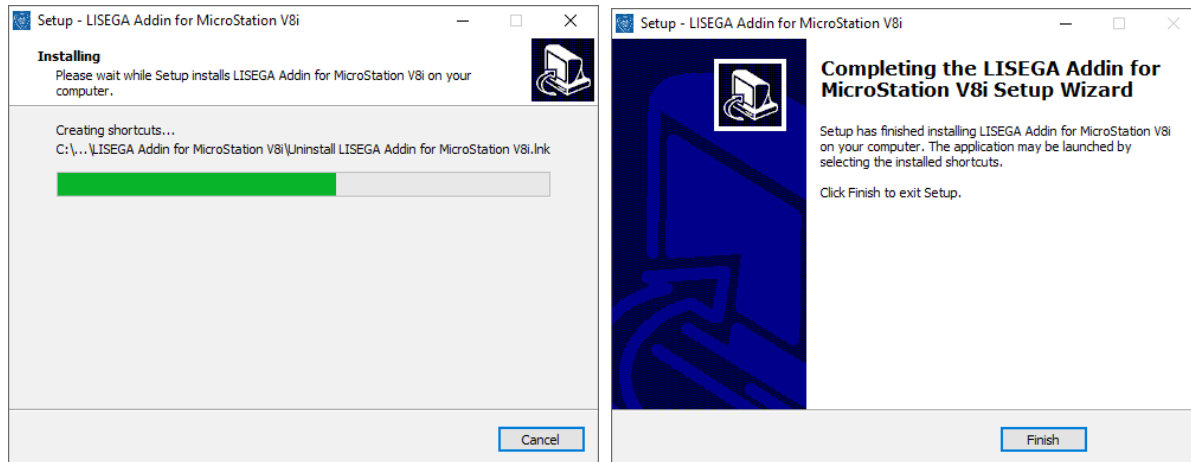 Setup - LISEGA Addin for MicroStation V8i
Installing
Please wait while Setup installs LISEGA Addin for MicroStation V8i on your
computer.
Creating shortcuts...
C:\...\LISEGA Addin for MicroStation V8i\Uninstall LISEGA Addin for MicroStation V8i.lnk
Cancel
Setup - LISEGA Addin for MicroStation V8i
Completing the LISEGA Addin for
MicroStation V8i Setup Wizard
Setup has finished installing LISEGA Addin for MicroStation V8i
on your computer. The application may be launched by
selecting the installed shortcuts.
Click Finish to exit Setup.
Finish